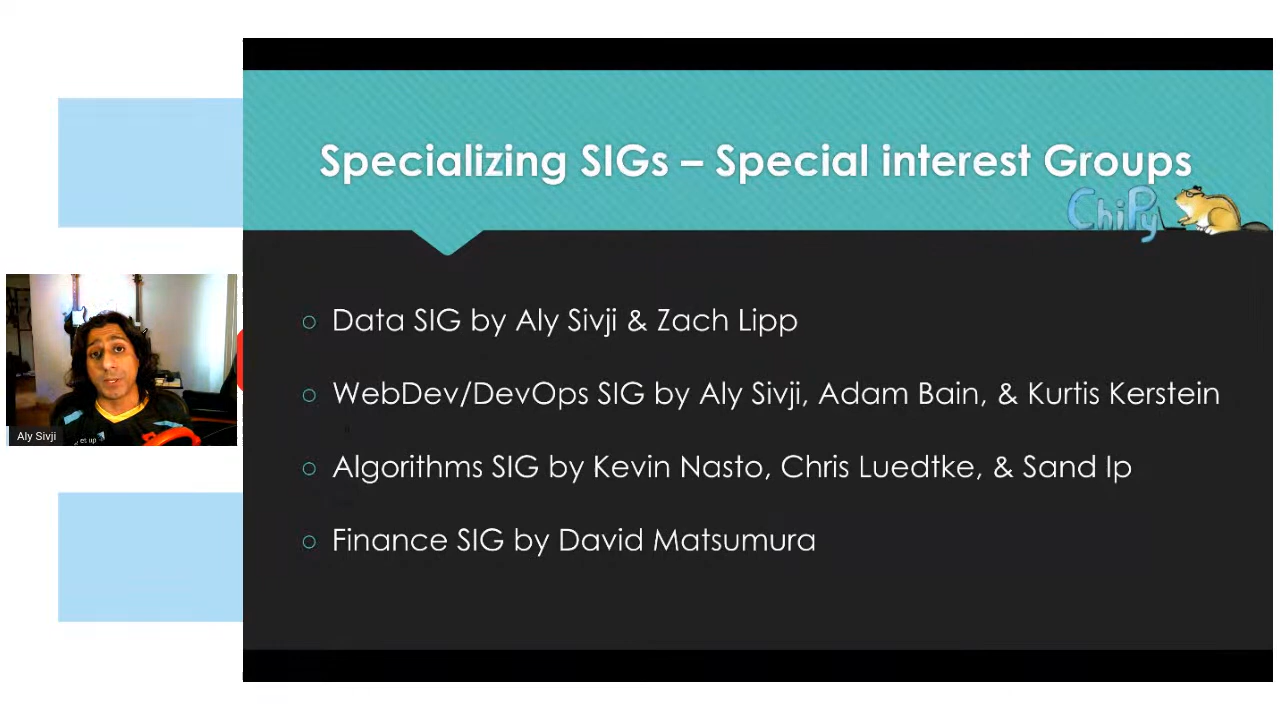 Specializing SIGs – Special interest Groups
ChiPy
Data SIG by Aly Sivji & Zach Lipp
WebDev/DevOps SIG by Aly Sivji, Adam Bain, & Kurtis Kerstein
Algorithms SIG by Kevin Nasto, Chris Luedtke, & Sand Ip
Finance SIG by David Matsumura
Aly Sivji
et up